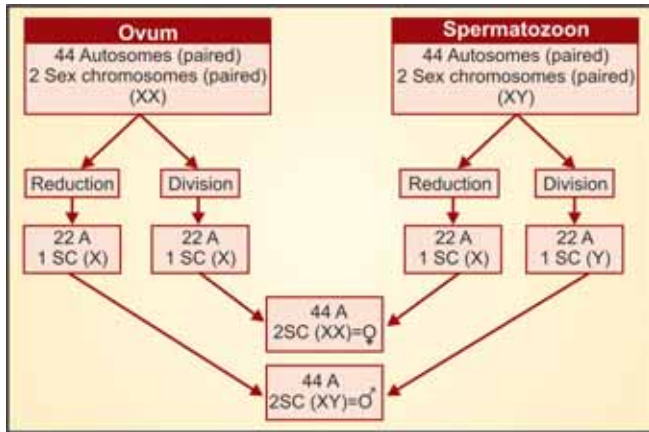 Ovum
44 Autosomes (paired)
2 Sex chromosomes (paired)
(XX)
Spermatozoon
44 Autosomes (paired)
2 Sex chromosomes (paired)
(XY)
Reduction
Division
Reduction
Division
22 A
1 SC (X)
22 A
1 SC (X)
22 A
1 SC (X)
22 A
1 SC (Y)
44 A
2SC (XX)=♀
44 A
2SC (XY)=♂